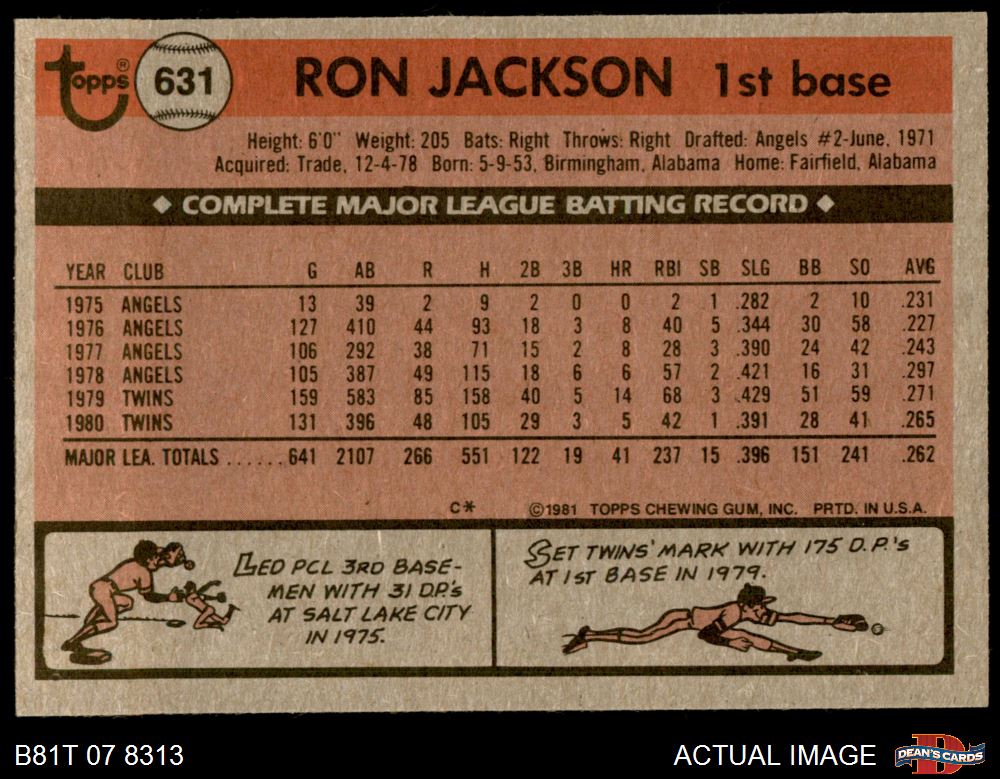 Topps® 631 RON JACKSON 1st base
Height: 6'0" Weight: 205 Bats: Right Throws: Right Drafted: Angels #2-June, 1971
Acquired: Trade, 12-4-78 Born: 5-9-53, Birmingham, Alabama Home: Fairfield, Alabama
◆ COMPLETE MAJOR LEAGUE BATTING RECORD ◆
YEAR CLUB G AB R H 2B 3B HR RBI SB SLG BB SO AVG
1975 ANGELS 13 39 2 9 2 0 0 2 1 .282 2 10 .231
1976 ANGELS 127 410 44 93 18 3 8 40 5 .344 30 58 .227
1977 ANGELS 106 292 38 71 15 2 8 28 3 .390 24 42 .243
1978 ANGELS 105 387 49 115 18 6 6 57 2 .421 16 31 .297
1979 TWINS 159 583 85 158 40 5 14 68 3 .429 51 59 .271
1980 TWINS 131 396 48 105 29 3 5 42 1 .391 28 41 .265
MAJOR LEA. TOTALS ......641 2107 266 551 122 19 41 237 15 .396 151 241 .262
C* ©1981 TOPPS CHEWING GUM, INC. PRTD. IN U.S.A.
LED PCL 3RD BASE-
MEN WITH 31 D.P.'s
AT SALT LAKE CITY
IN 1975.
SET TWINS' MARK WITH 175 D.P.'s
AT 1ST BASE IN 1979.
B81T 07 8313 ACTUAL IMAGE DEAN'S CARDS